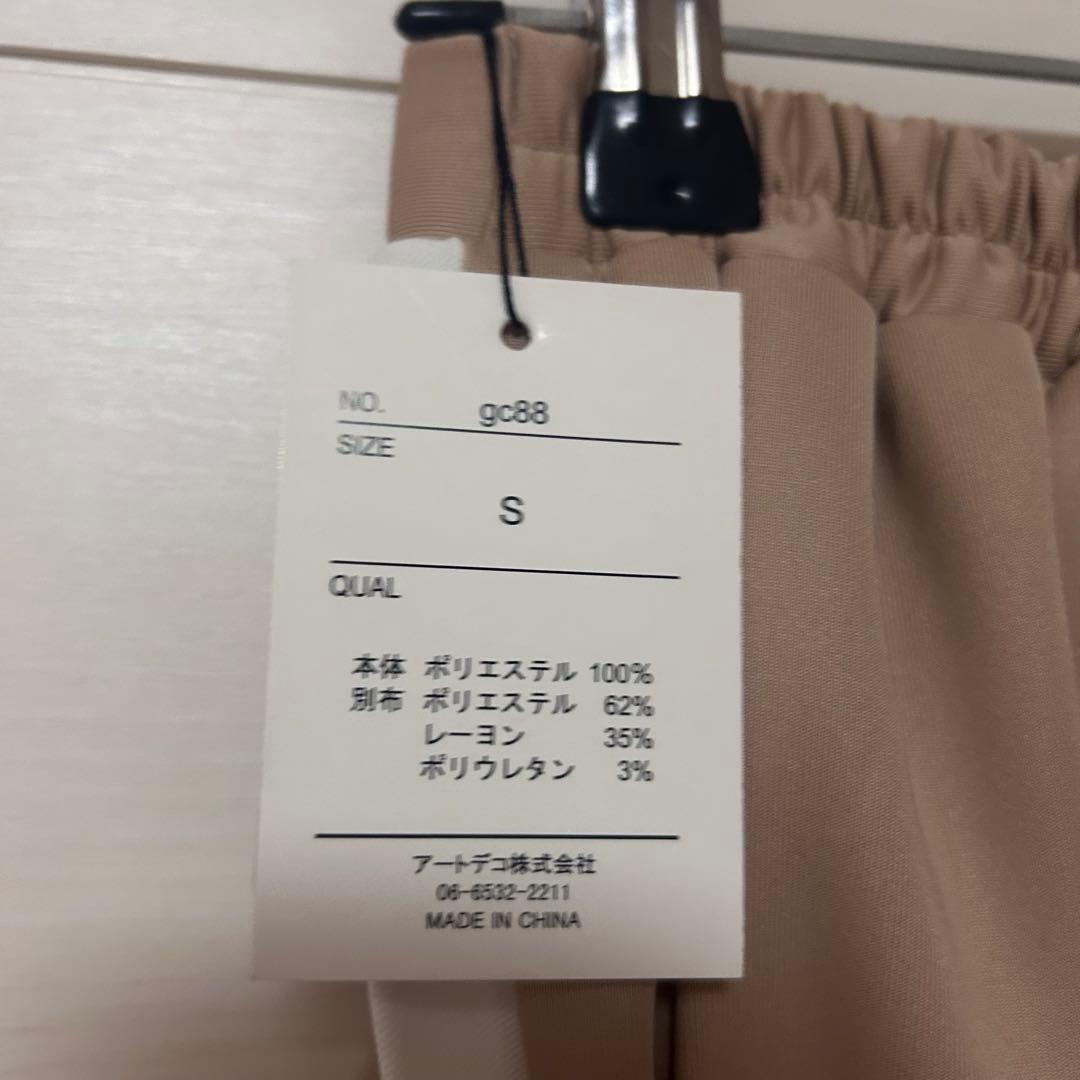 NO. gc88
SIZE
S
QUAL
本体 ポリエステル 100%
別布 ポリエステル 62%
レーヨン 35%
ポリウレタン 3%
アートデコ株式会社
06-6532-2211
MADE IN CHINA